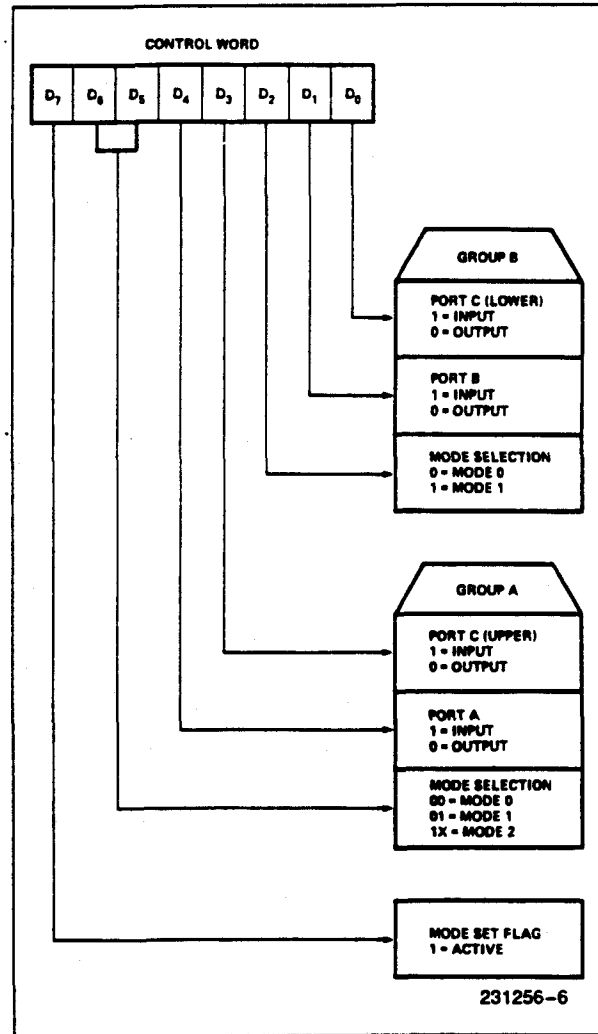 CONTROL WORD
D7 D6 D5 D4 D3 D2 D1 D0
GROUP B
PORT C (LOWER)
1 = INPUT
0 = OUTPUT
PORT B
1 = INPUT
0 = OUTPUT
MODE SELECTION
0 = MODE 0
1 = MODE 1
GROUP A
PORT C (UPPER)
1 = INPUT
0 = OUTPUT
PORT A
1 = INPUT
0 = OUTPUT
MODE SELECTION
00 = MODE 0
01 = MODE 1
1X = MODE 2
MODE SET FLAG
1 = ACTIVE
231256-6